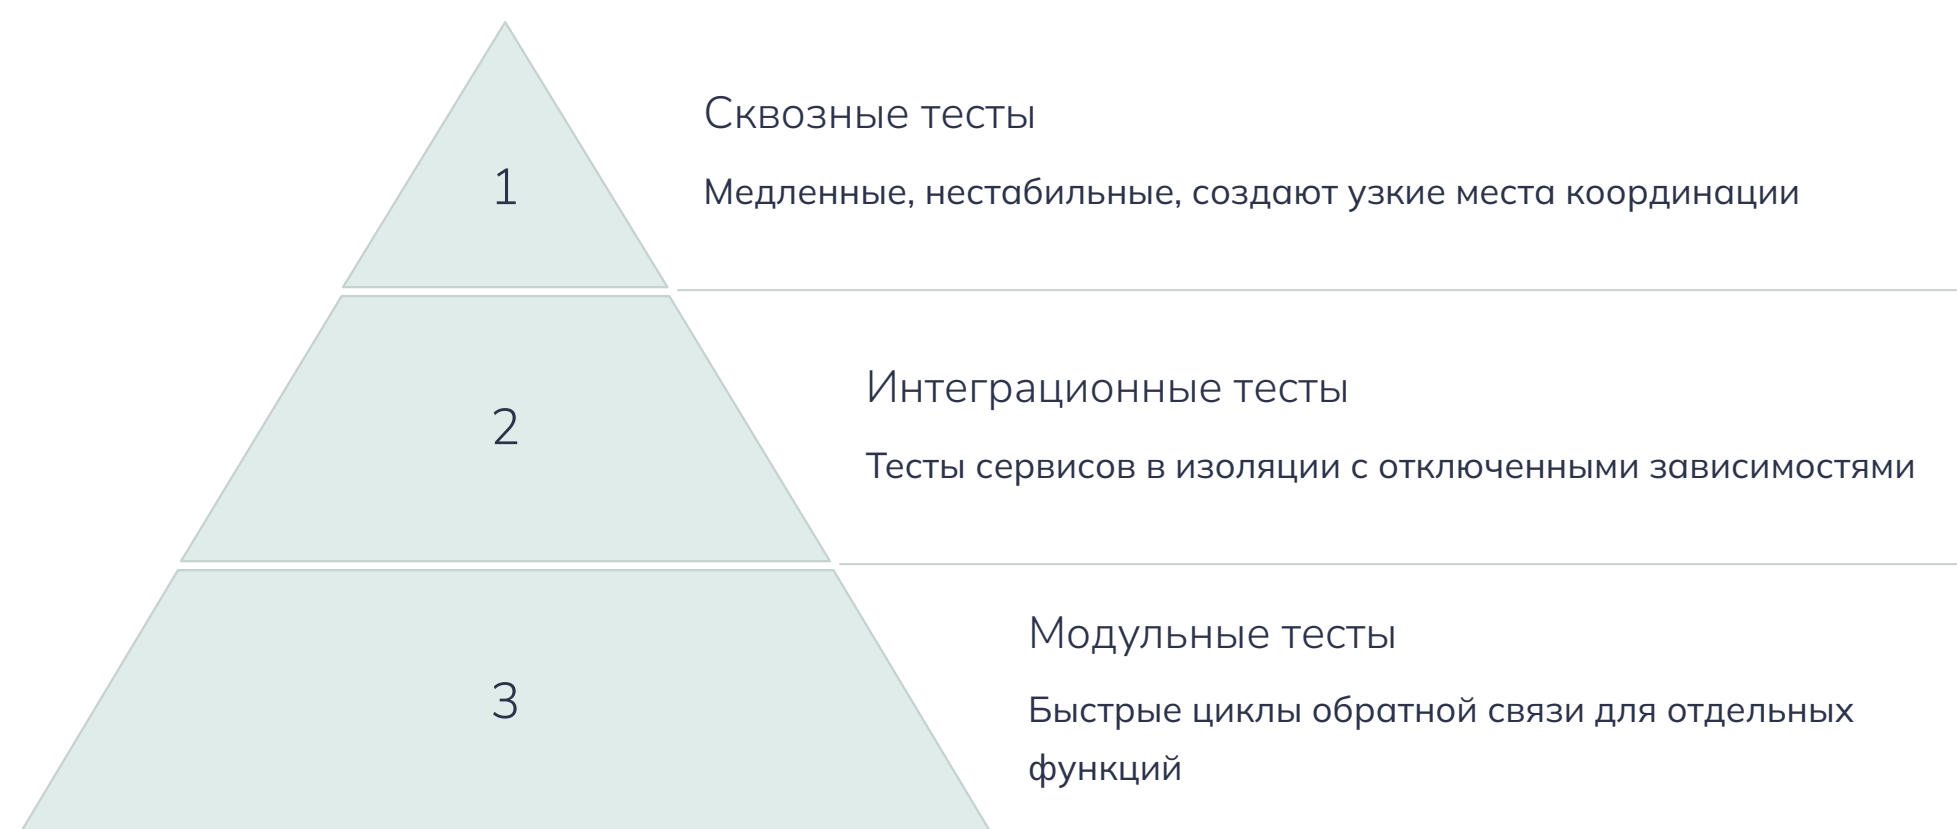 1
Сквозные тесты
Медленные, нестабильные, создают узкие места координации
2
Интеграционные тесты
Тесты сервисов в изоляции с отключенными зависимостями
3
Модульные тесты
Быстрые циклы обратной связи для отдельных
функций